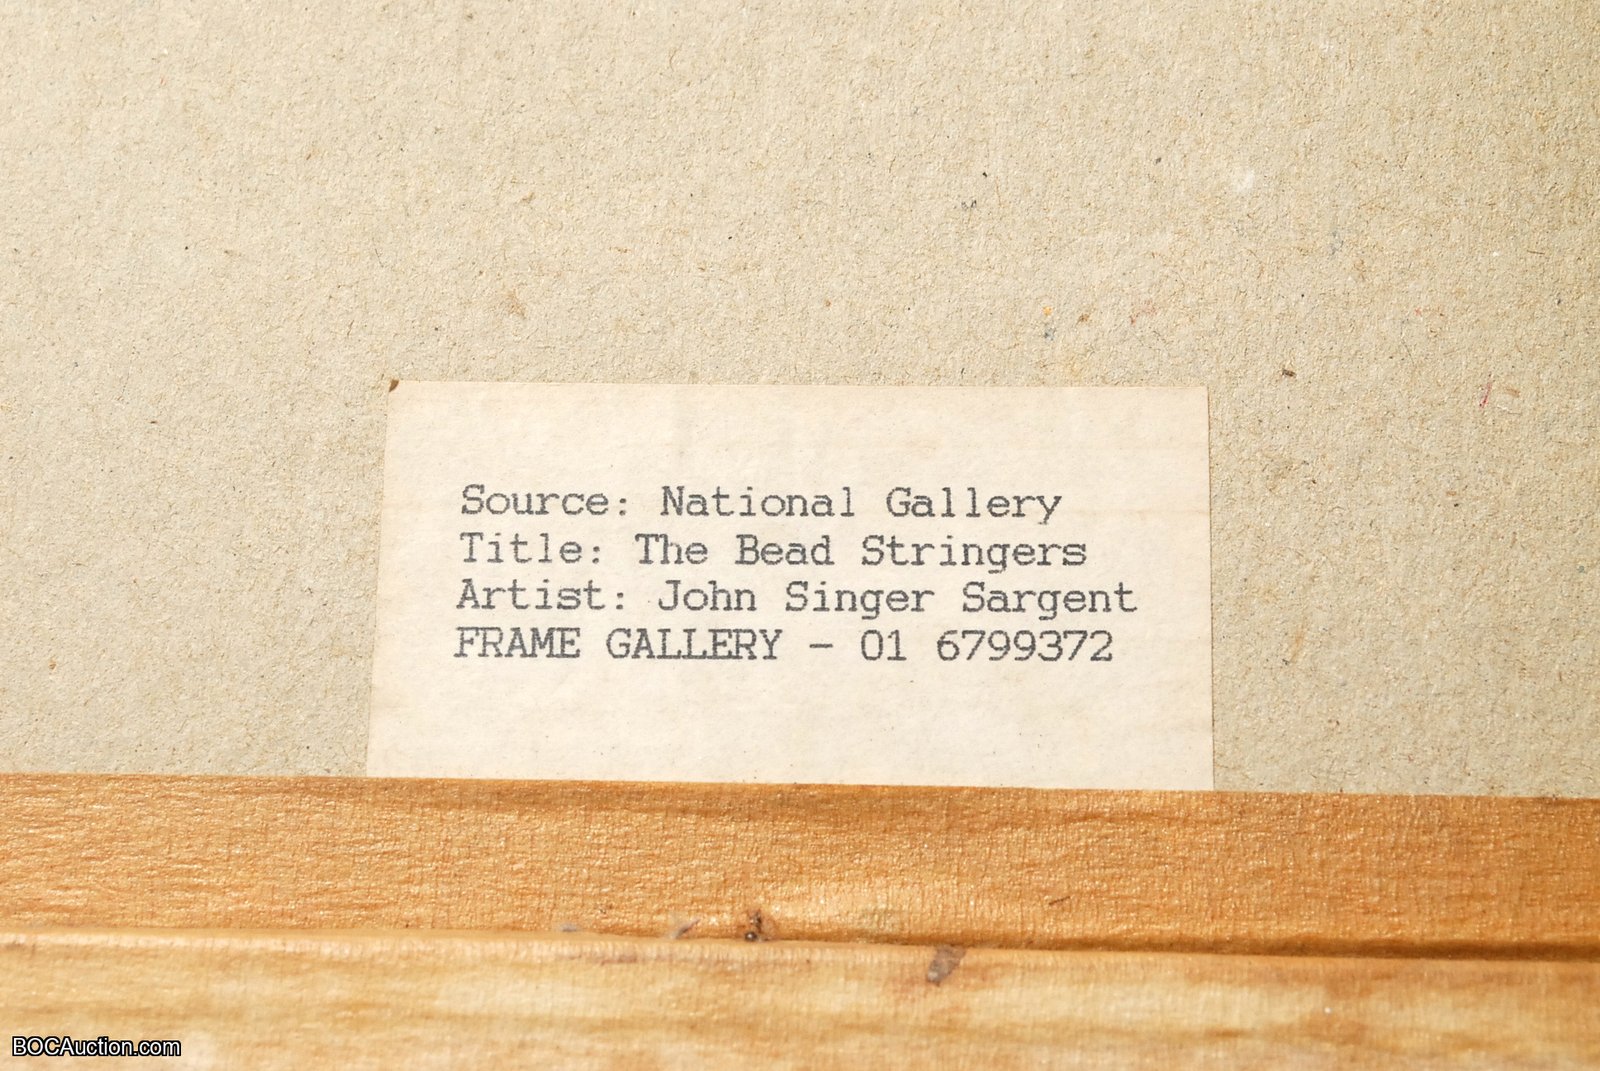 Source: National Gallery
Title: The Bead Stringers
Artist: John Singer Sargent
FRAME GALLERY - 01 6799372
BOCAuction.com